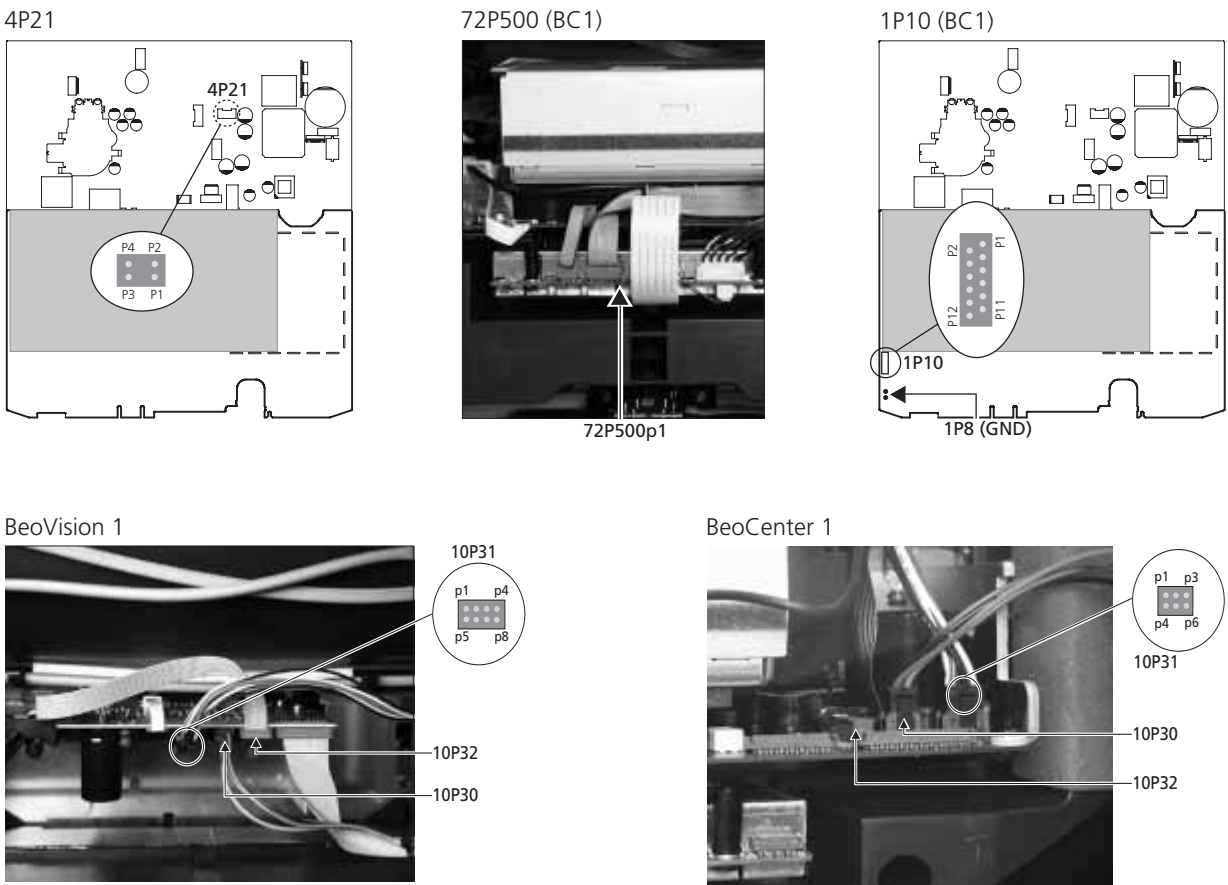 4P21
72P500 (BC1)
1P10 (BC1)
4P21
P4 P2
P3 P1
72P500p1
P2
P1
P12
P11
1P10
1P8 (GND)
BeoVision 1
10P31
p1 p4
p5 p8
10P32
10P30
BeoCenter 1
p1 p3
p4 p6
10P31
10P30
10P32